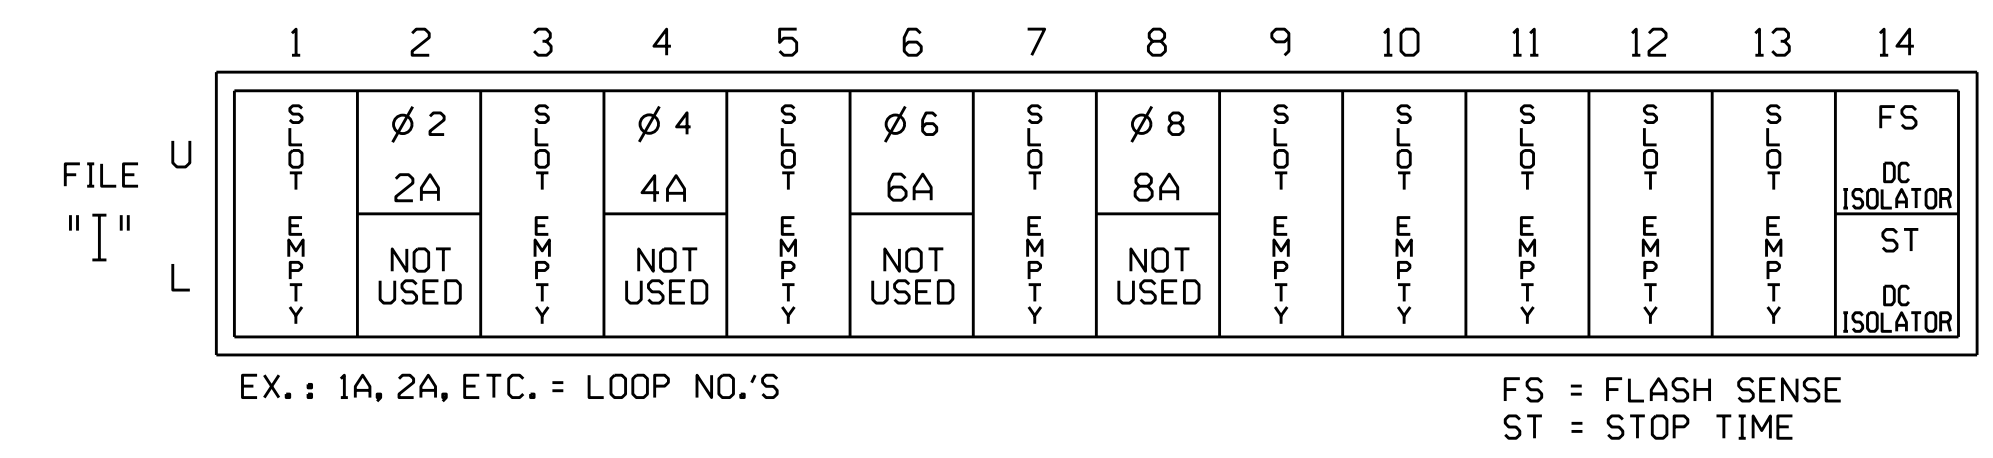 1 2 3 4 5 6 7 8 9 10 11 12 13 14
FILE
"I"
U
L
SLOT EMPTY
Ø 2
2A
NOT
USED
SLOT EMPTY
Ø 4
4A
NOT
USED
SLOT EMPTY
Ø 6
6A
NOT
USED
SLOT EMPTY
Ø 8
8A
NOT
USED
SLOT EMPTY
SLOT EMPTY
SLOT EMPTY
SLOT EMPTY
SLOT EMPTY
FS
DC
ISOLATOR
ST
DC
ISOLATOR
EX.: 1A, 2A, ETC. = LOOP NO.'S
FS = FLASH SENSE
ST = STOP TIME